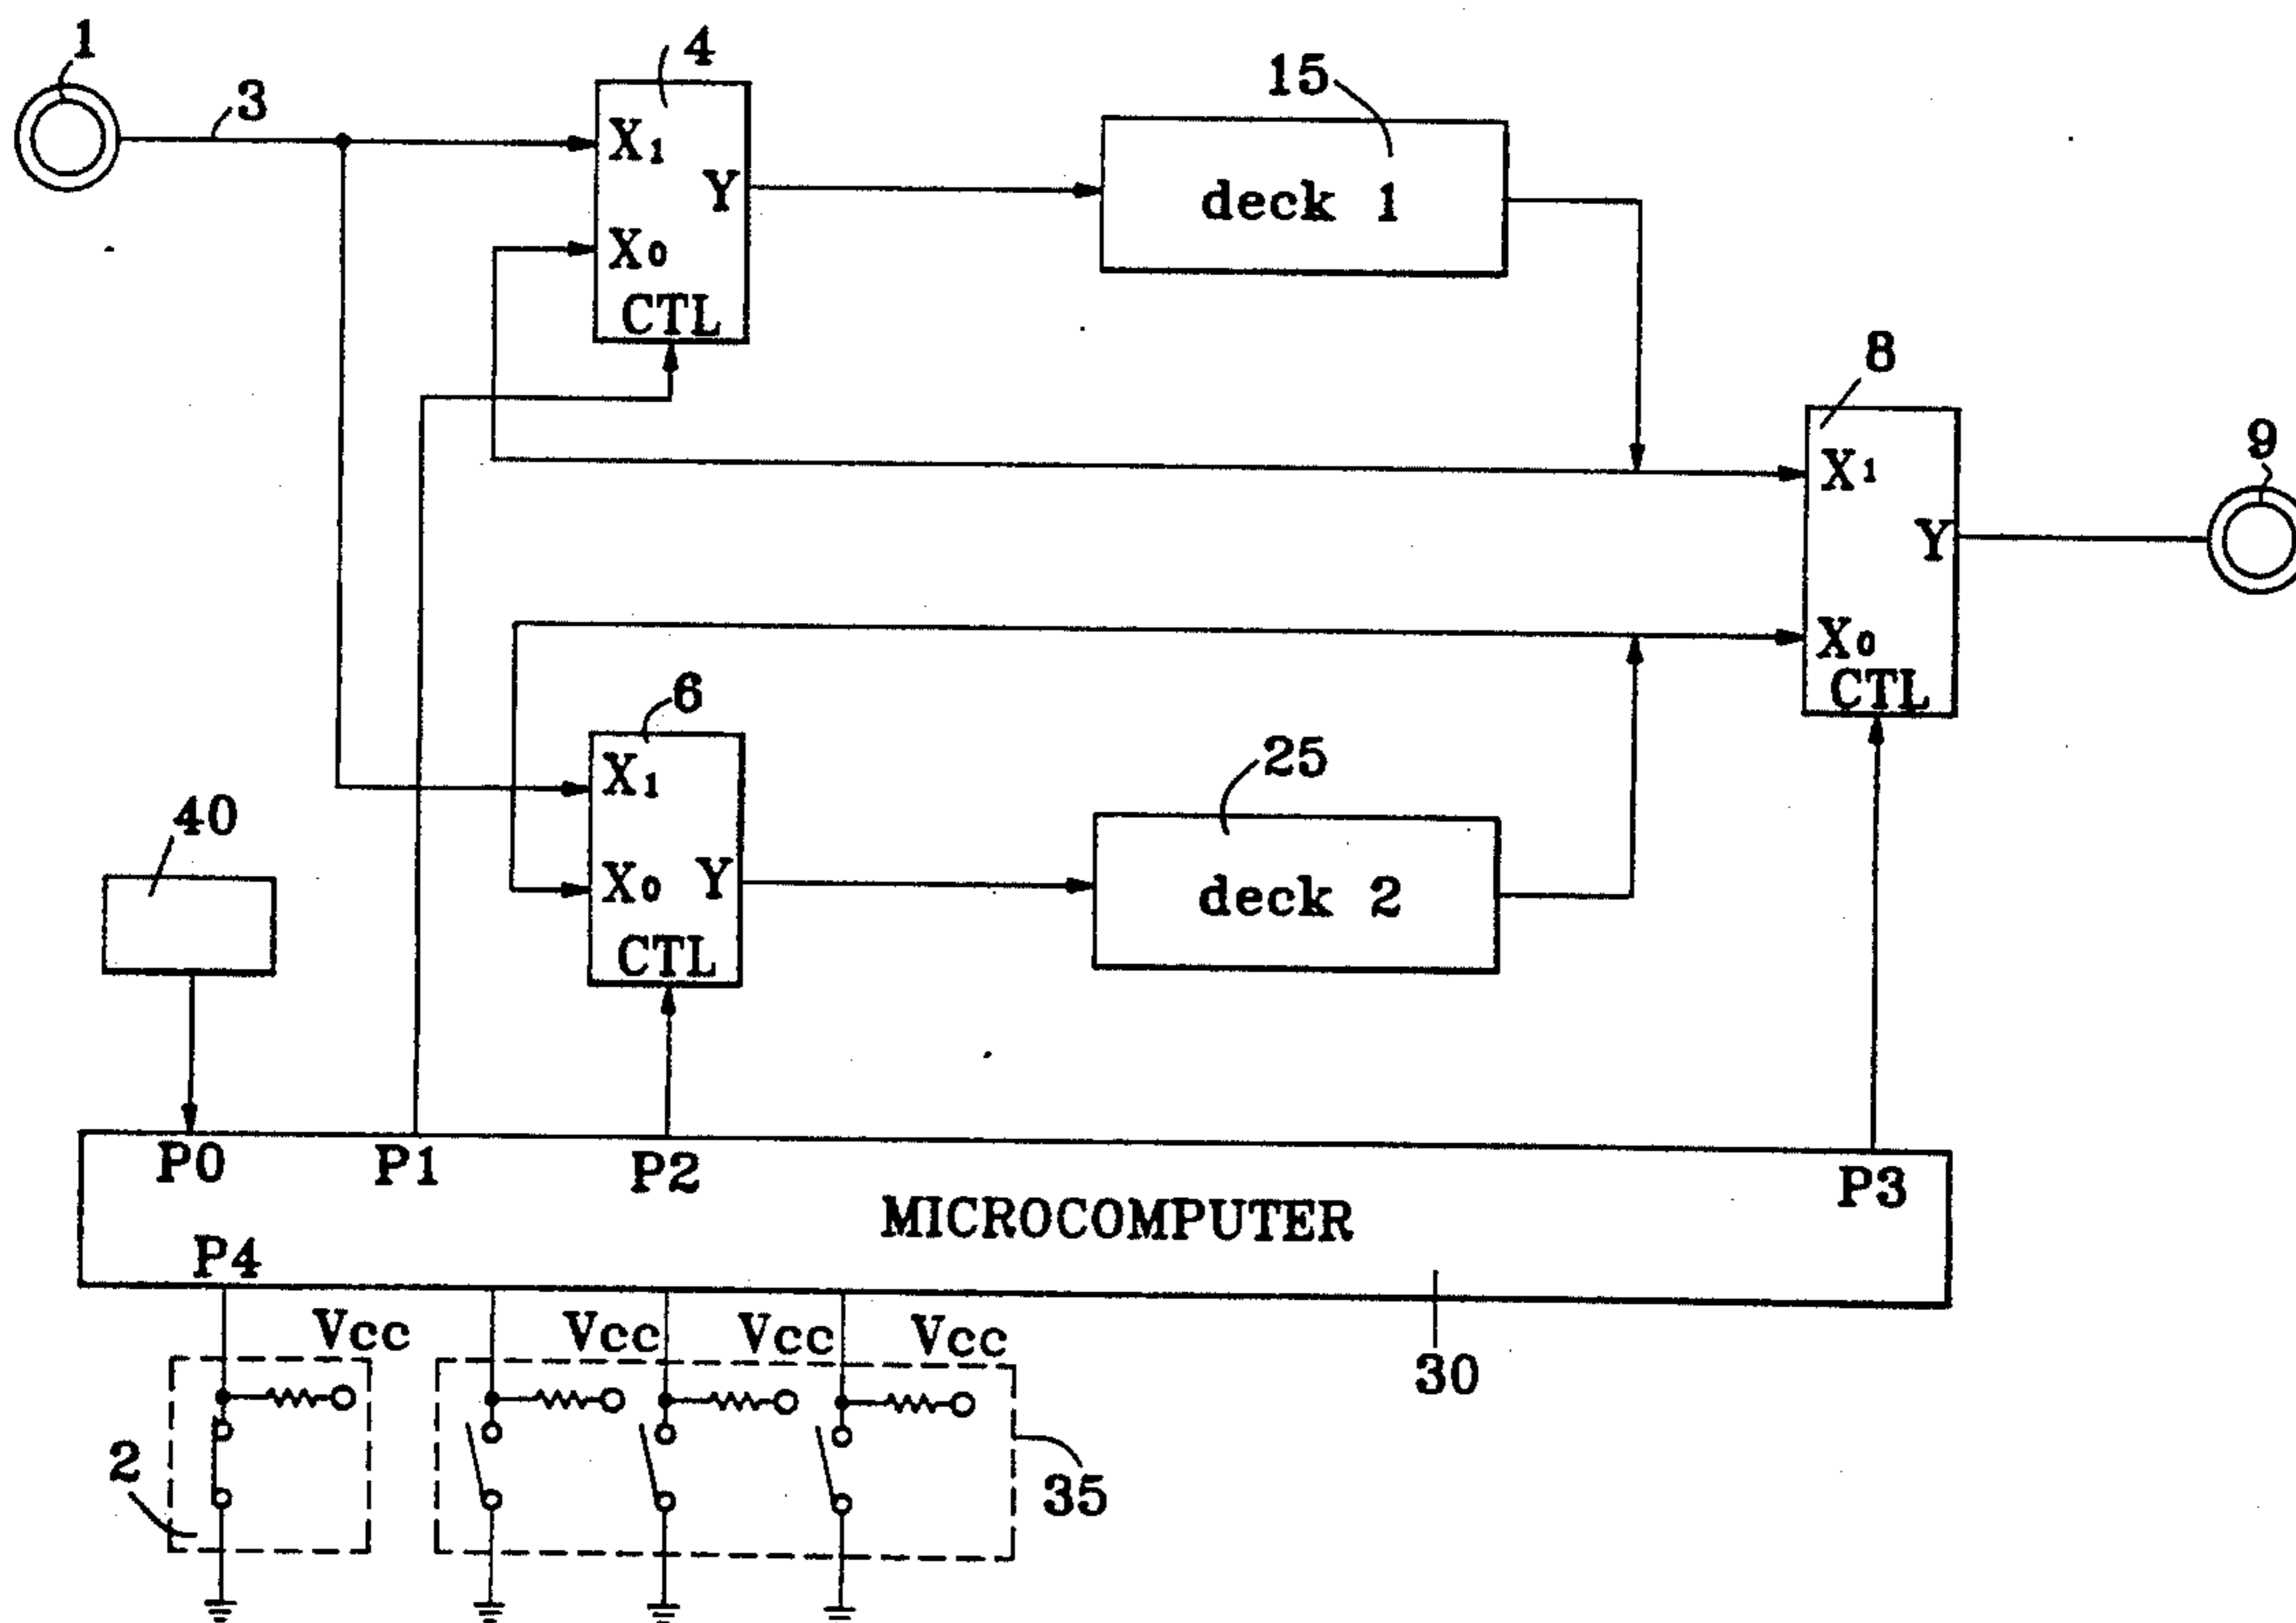 1
3
4
X1
Y
X0
CTL
15
deck 1
8
X1
Y
X0
CTL
9
6
X1
X0 Y
CTL
25
deck 2
40
P0 P1 P2 P3
MICROCOMPUTER
P4
30
Vcc Vcc Vcc Vcc
2
35